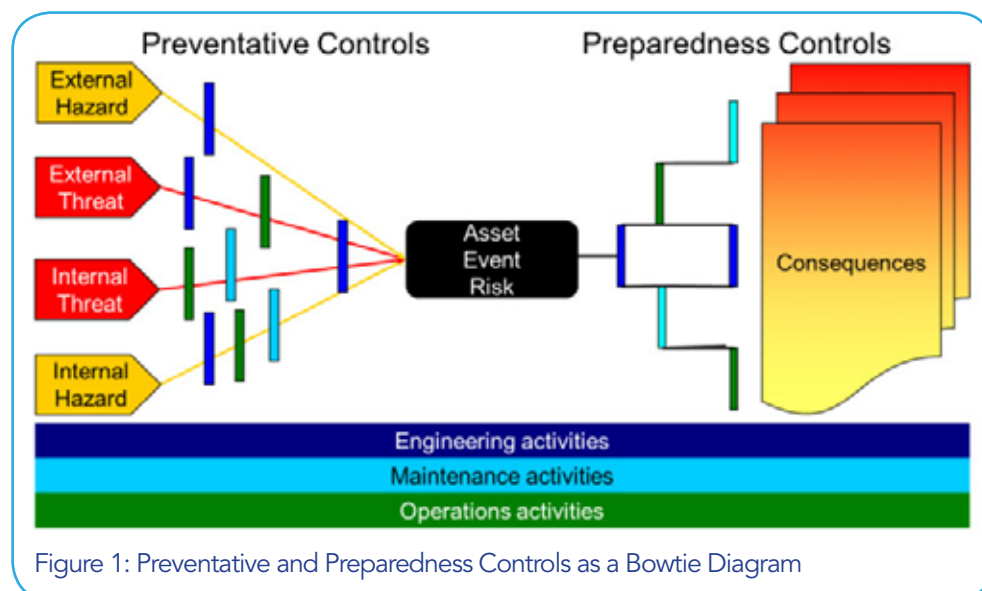 Preventative Controls
Preparedness Controls
External
Hazard
External
Threat
Internal
Threat
Internal
Hazard
Asset
Event
Risk
Consequences
Engineering activities
Maintenance activities
Operations activities
Figure 1: Preventative and Preparedness Controls as a Bowtie Diagram